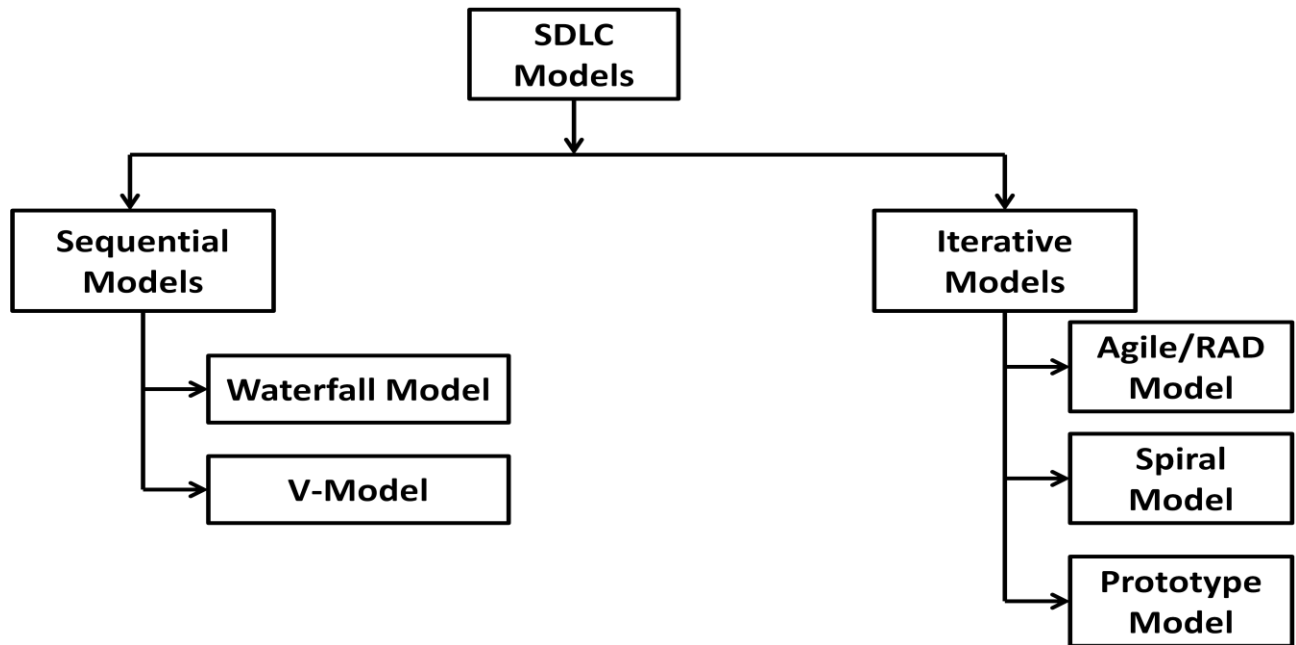 SDLC
Models
Sequential
Models
Waterfall Model
V-Model
Iterative
Models
Agile/RAD
Model
Spiral
Model
Prototype
Model